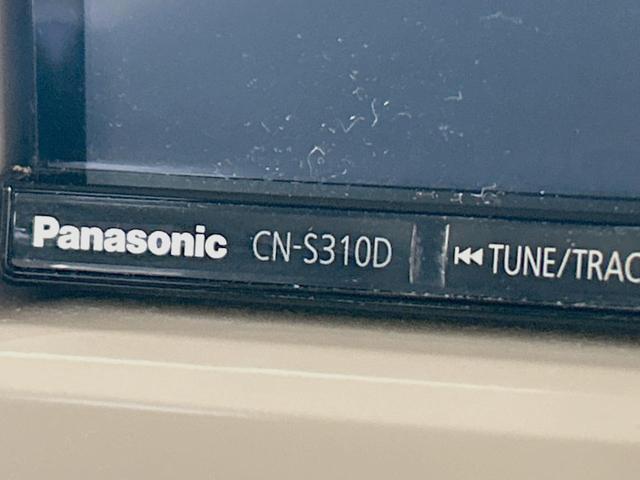 Panasonic CN-S310D ⏮ TUNE/TRAC